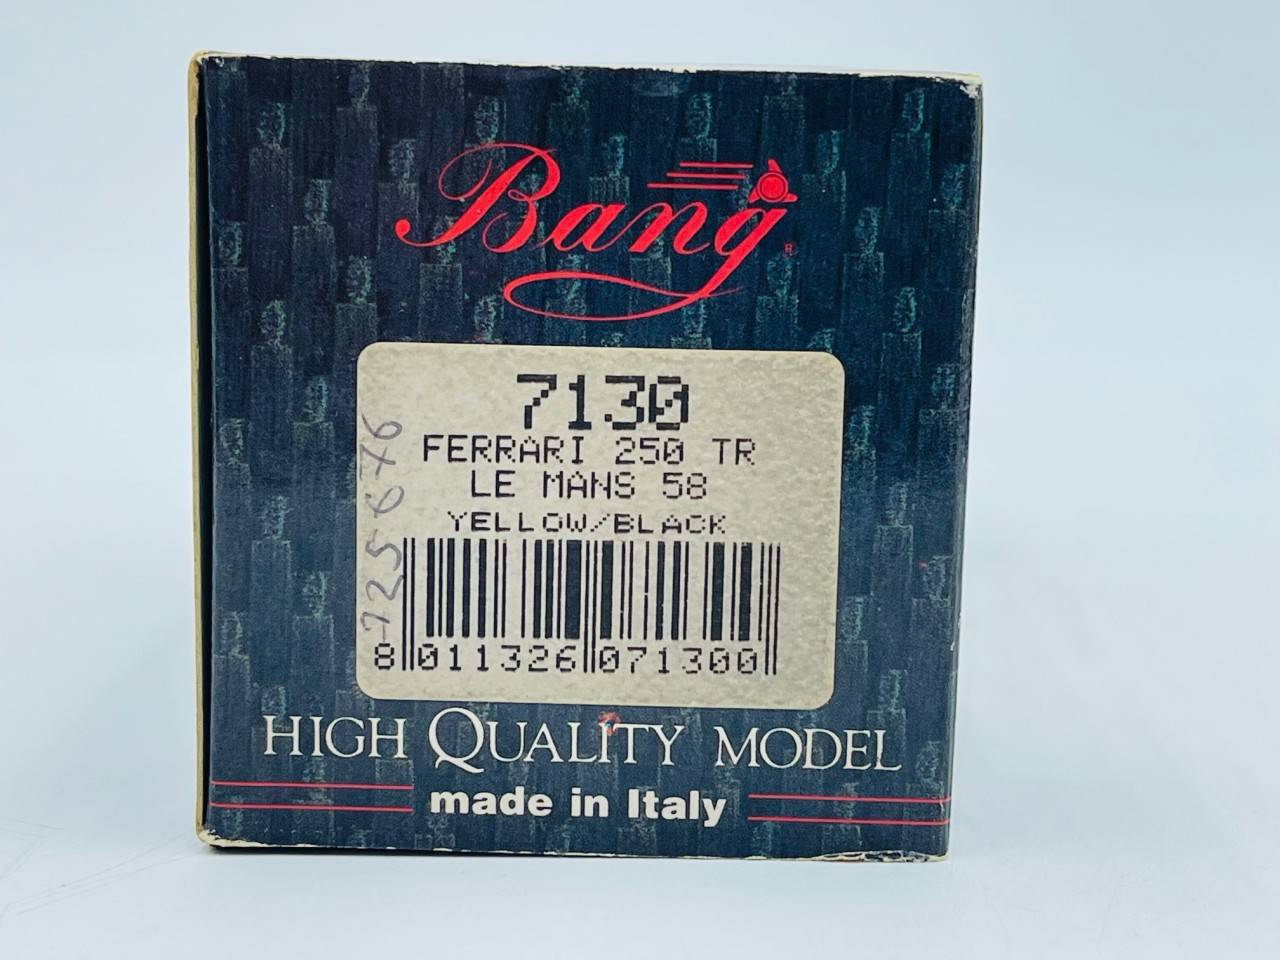 Bang®
7130
FERRARI 250 TR
LE MANS 58
YELLOW/BLACK
725676
8 011326 071300
HIGH QUALITY MODEL
made in Italy